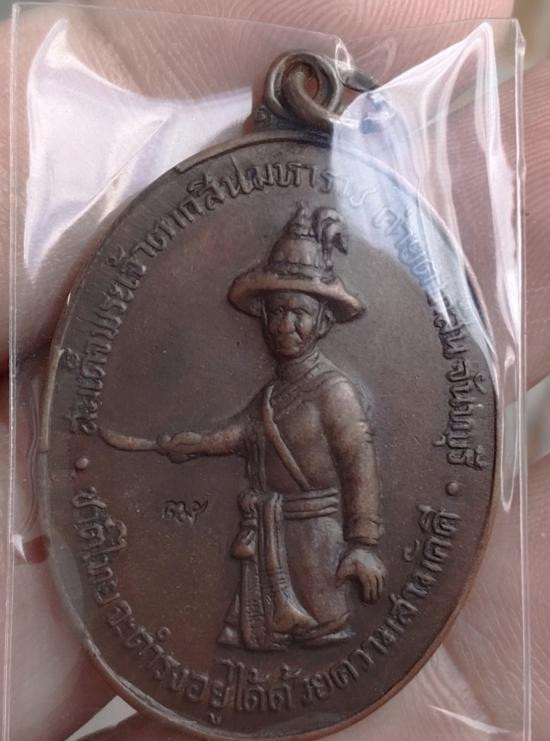 สมเด็จพระเจ้าตากสินมหาราช ค่ายตากสิน จันทบุรี
ชาติไทยจะดำรงอยู่ได้ด้วยความสามัคคี